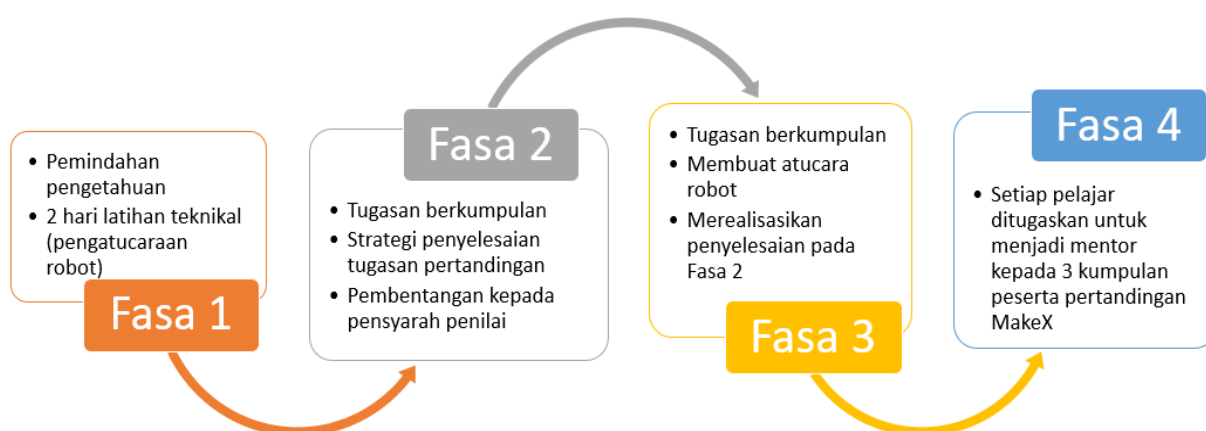 Fasa 1
• Pemindahan
pengetahuan
• 2 hari latihan teknikal
(pengatucaraan
robot)
Fasa 2
• Tugasan berkumpulan
• Strategi penyelesaian
tugasan pertandingan
• Pembentangan kepada
pensyarah penilai
Fasa 3
• Tugasan berkumpulan
• Membuat atucara
robot
• Merealisasikan
penyelesaian pada
Fasa 2
Fasa 4
• Setiap pelajar
ditugaskan untuk
menjadi mentor
kepada 3 kumpulan
peserta pertandingan
MakeX